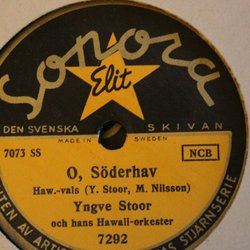 Sonora
Elit
DEN SVENSKA SKIVAN
MADE IN SWEDEN
7073 SS
NCB
O, Söderhav
Haw.-vals (Y. Stoor, M. Nilsson)
Yngve Stoor
och hans Hawaii-orkester
7292
STJÄRNSERIE